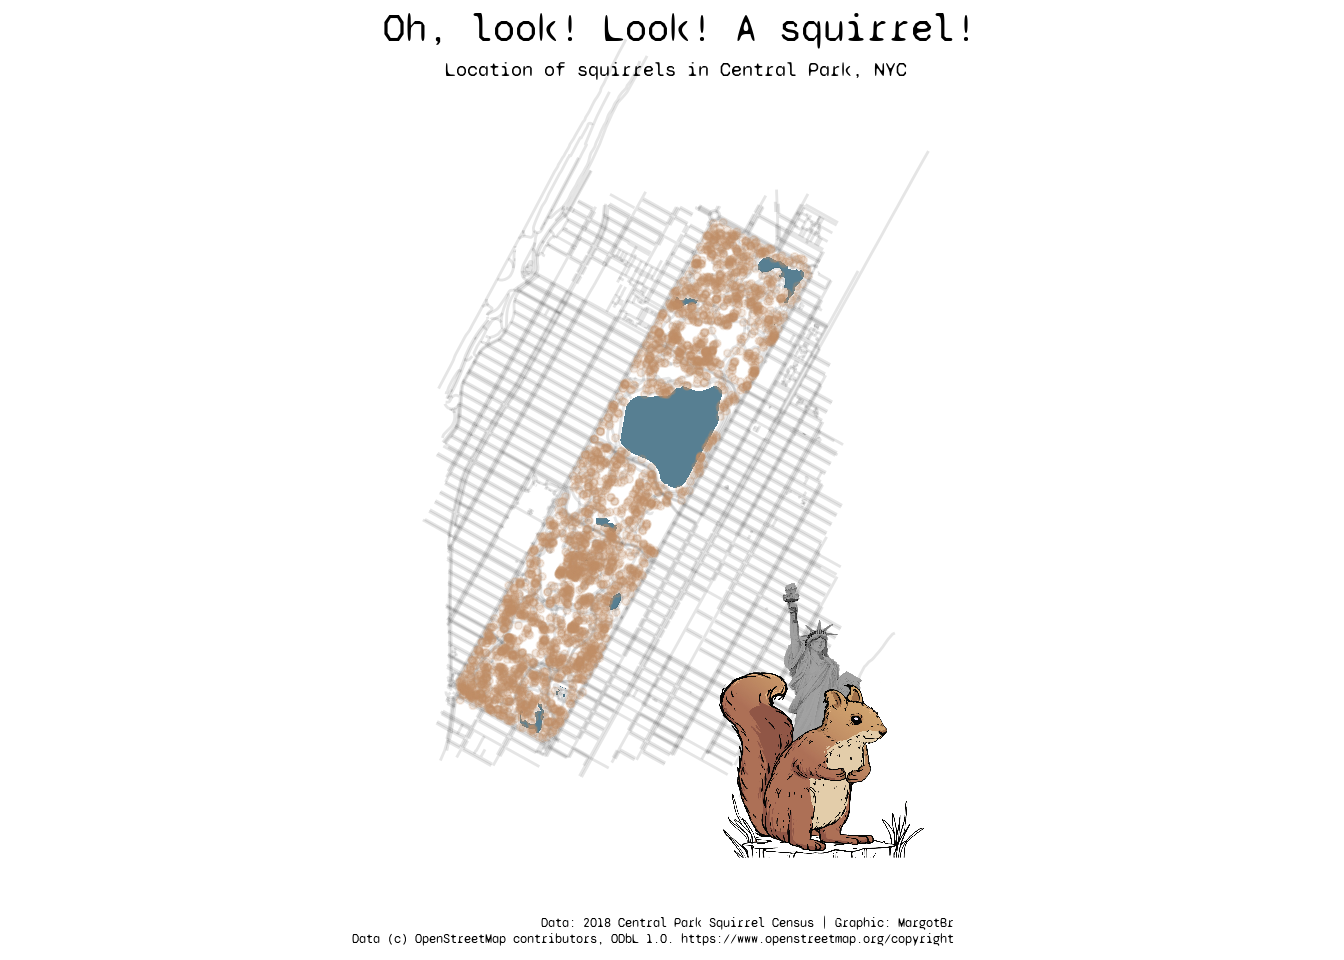 Oh, look! Look! A squirrel!
Location of squirrels in Central Park, NYC
Data: 2018 Central Park Squirrel Census | Graphic: MargotBr
Data (c) OpenStreetMap contributors, ODbL 1.0. https://www.openstreetmap.org/copyright